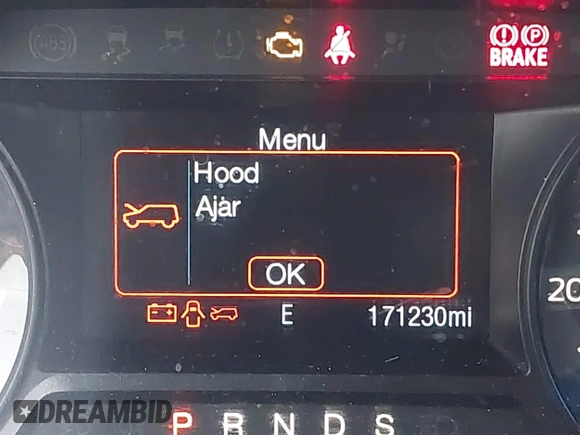 BRAKE
Menu
Hood
Ajar
OK
E 171230mi
20
P R N D S
DREAMBID